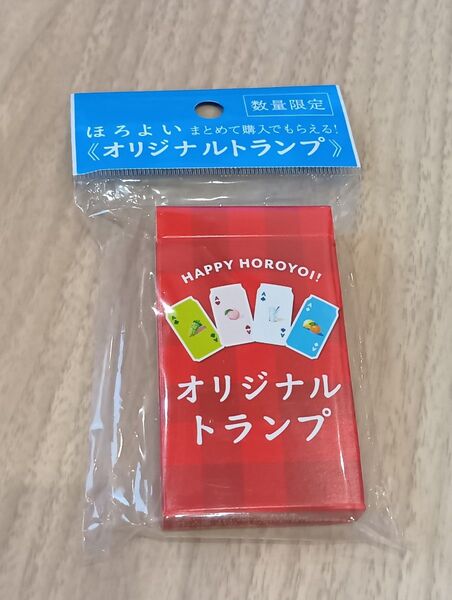 数量限定
ほろよい まとめて購入でもらえる!
《オリジナルトランプ》
HAPPY HOROYOI!
A A A A
オリジナル
トランプ